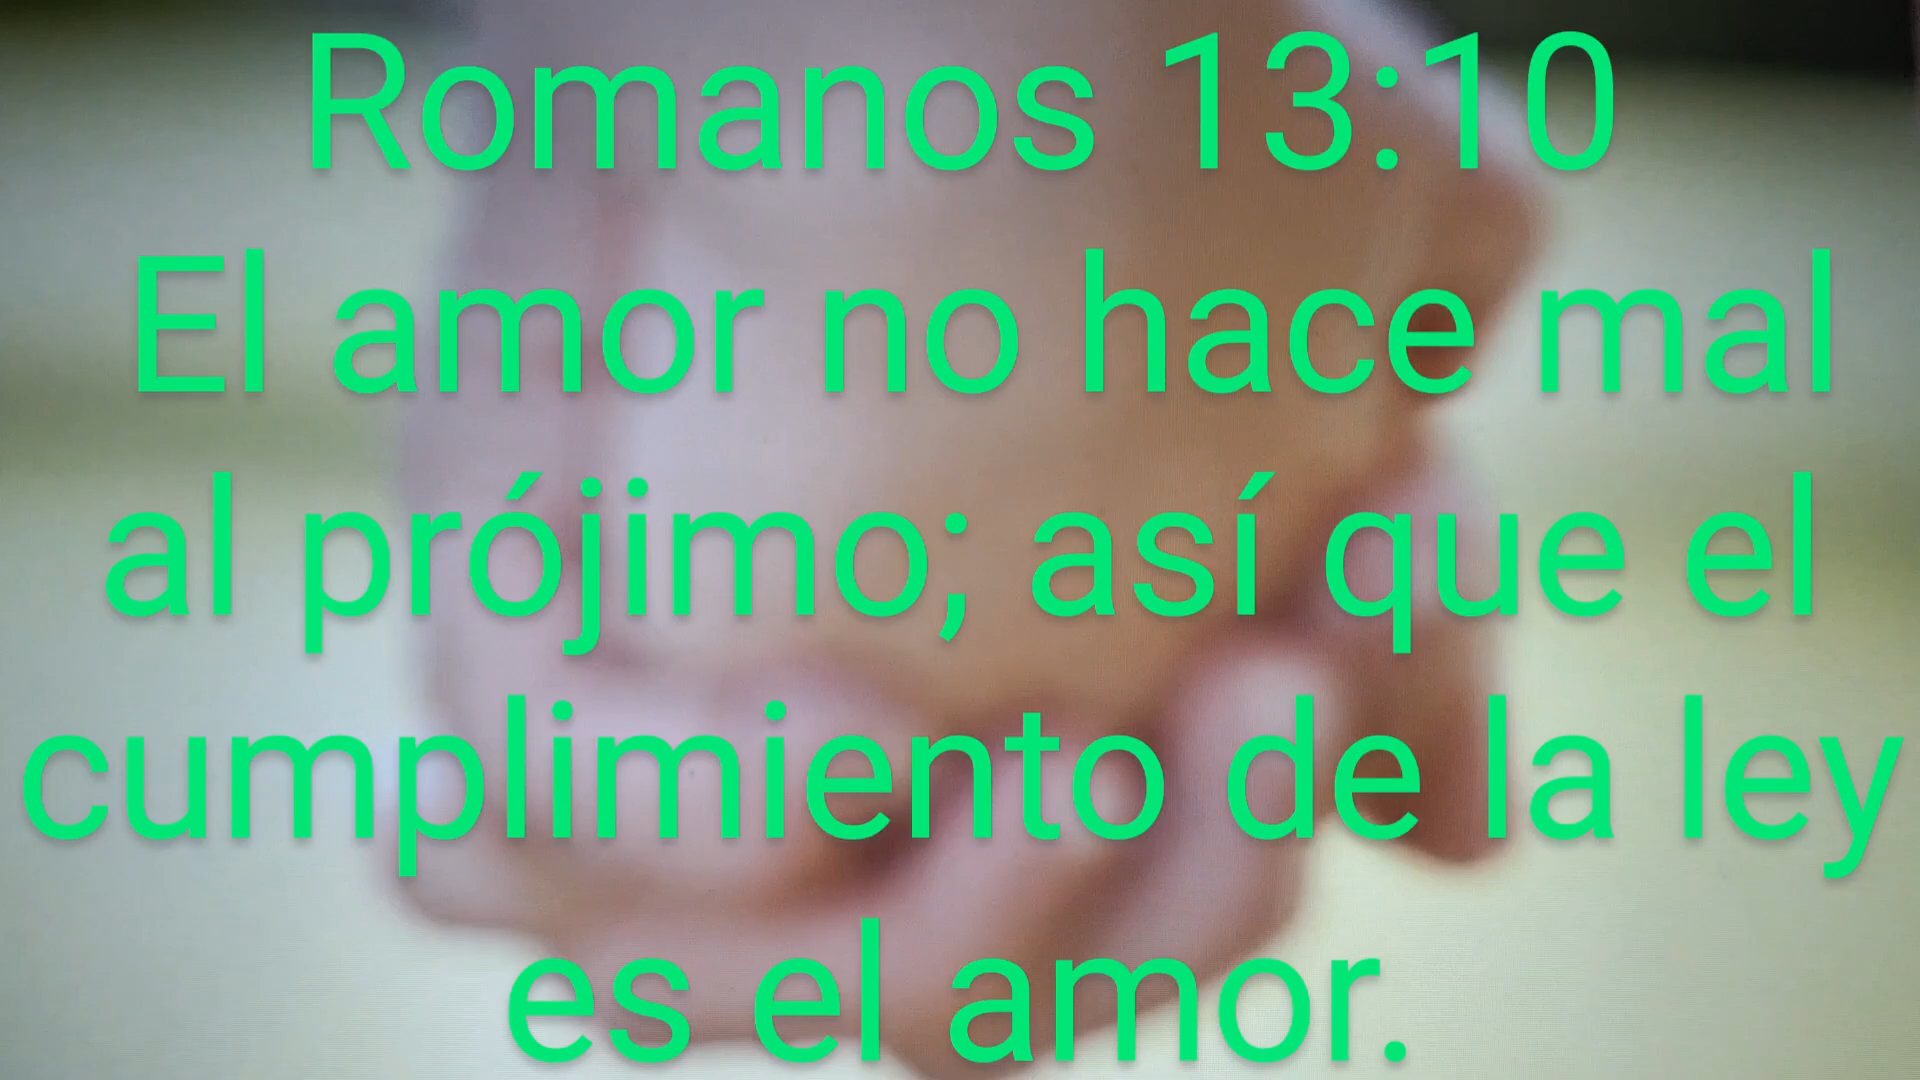 Romanos 13:10
El amor no hace mal
al prójimo; así que el
cumplimiento de la ley
es el amor.